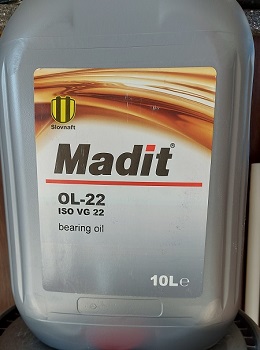 Slovnaft
Madit®
OL-22
ISO VG 22
bearing oil
10L℮